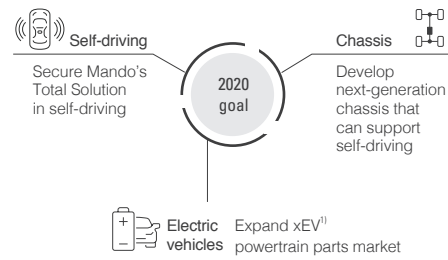 Self-driving
Secure Mando's
Total Solution
in self-driving
2020
goal
Chassis
Develop
next-generation
chassis that
can support
self-driving
Electric
vehicles
Expand xEV¹⁾
powertrain parts market